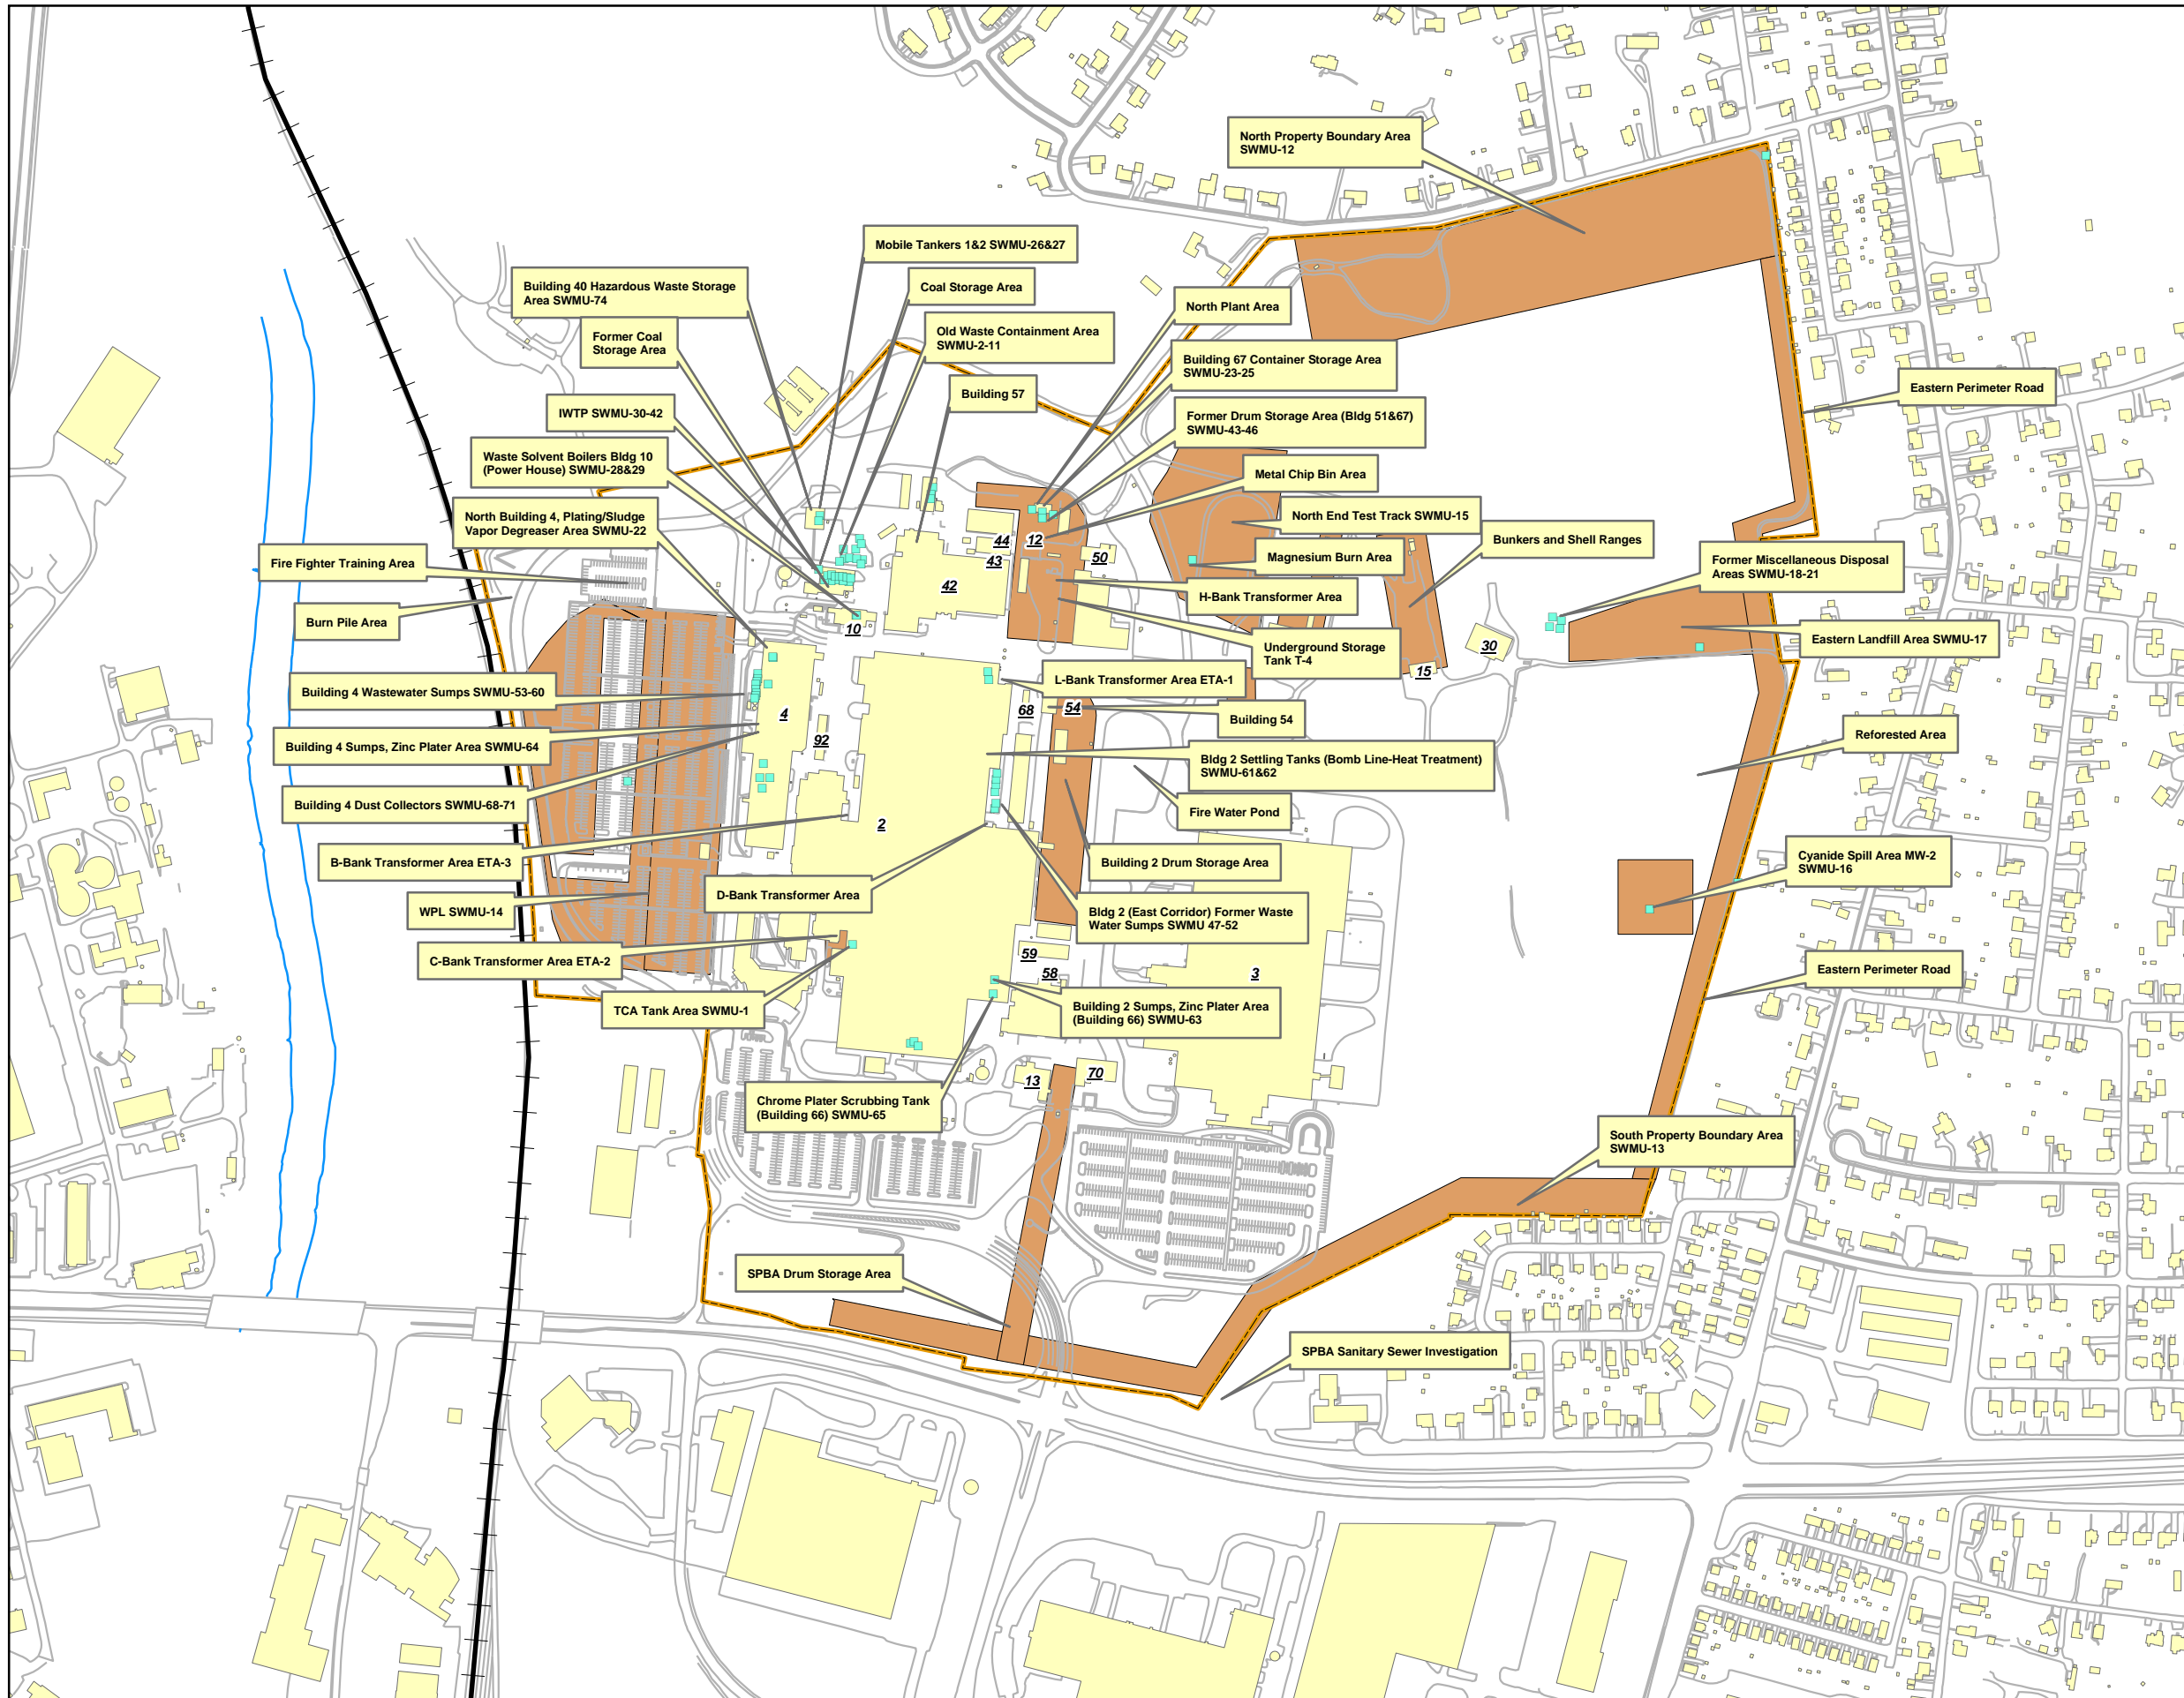 North Property Boundary Area
SWMU-12
Mobile Tankers 1&2 SWMU-26&27
Building 40 Hazardous Waste Storage
Area SWMU-74
Coal Storage Area
North Plant Area
Former Coal
Storage Area
Old Waste Containment Area
SWMU-2-11
Building 67 Container Storage Area
SWMU-23-25
Eastern Perimeter Road
Building 57
IWTP SWMU-30-42
Former Drum Storage Area (Bldg 51&67)
SWMU-43-46
Waste Solvent Boilers Bldg 10
(Power House) SWMU-28&29
Metal Chip Bin Area
North Building 4, Plating/Sludge
Vapor Degreaser Area SWMU-22
North End Test Track SWMU-15
Bunkers and Shell Ranges
44
12
43
50
Fire Fighter Training Area
Magnesium Burn Area
Former Miscellaneous Disposal
Areas SWMU-18-21
42
H-Bank Transformer Area
Burn Pile Area
10
Underground Storage
Tank T-4
30
Eastern Landfill Area SWMU-17
15
L-Bank Transformer Area ETA-1
Building 4 Wastewater Sumps SWMU-53-60
4
68
54
Building 54
92
Building 4 Sumps, Zinc Plater Area SWMU-64
Reforested Area
Bldg 2 Settling Tanks (Bomb Line-Heat Treatment)
SWMU-61&62
Building 4 Dust Collectors SWMU-68-71
Fire Water Pond
2
B-Bank Transformer Area ETA-3
Building 2 Drum Storage Area
Cyanide Spill Area MW-2
SWMU-16
D-Bank Transformer Area
WPL SWMU-14
Bldg 2 (East Corridor) Former Waste
Water Sumps SWMU 47-52
C-Bank Transformer Area ETA-2
59
58
3
Eastern Perimeter Road
TCA Tank Area SWMU-1
Building 2 Sumps, Zinc Plater Area
(Building 66) SWMU-63
13
70
Chrome Plater Scrubbing Tank
(Building 66) SWMU-65
South Property Boundary Area
SWMU-13
SPBA Drum Storage Area
SPBA Sanitary Sewer Investigation